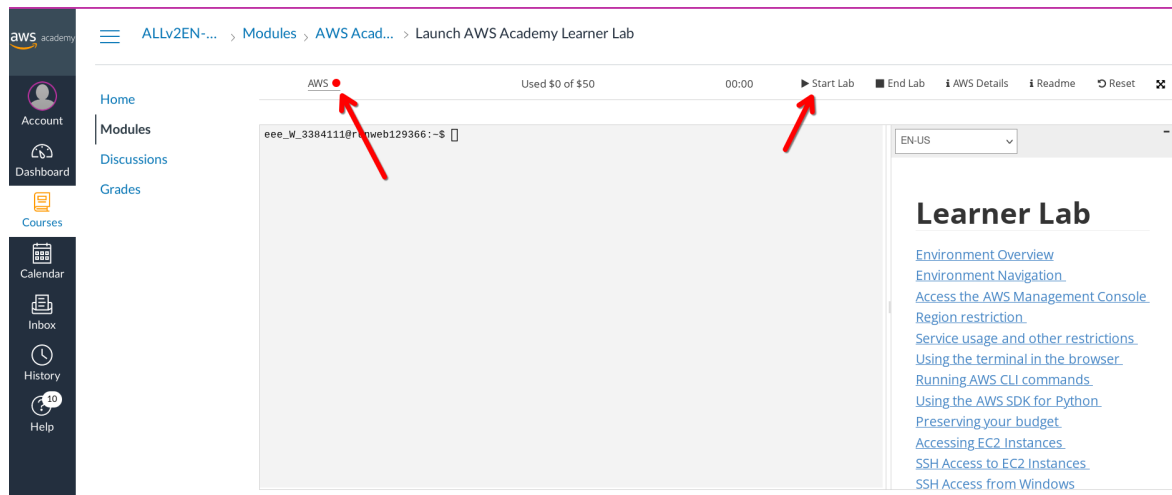 aws academy
ALLv2EN-... > Modules > AWS Acad... > Launch AWS Academy Learner Lab
AWS
Used $0 of $50
00:00
Start Lab
End Lab
i AWS Details
i Readme
Reset
Account
Dashboard
Courses
Calendar
Inbox
History
10
Help
Home
Modules
Discussions
Grades
eee_W_3384111@runweb129366:~$
EN-US
Learner Lab
Environment Overview
Environment Navigation
Access the AWS Management Console
Region restriction
Service usage and other restrictions
Using the terminal in the browser
Running AWS CLI commands
Using the AWS SDK for Python
Preserving your budget
Accessing EC2 Instances
SSH Access to EC2 Instances
SSH Access from Windows